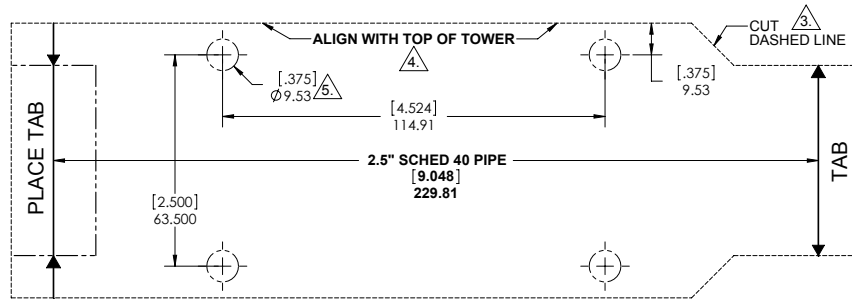 ALIGN WITH TOP OF TOWER
4.
CUT
DASHED LINE
3.
[.375]
Ø9.53
5.
[4.524]
114.91
[.375]
9.53
PLACE TAB
2.5" SCHED 40 PIPE
[9.048]
229.81
TAB
[2.500]
63.500